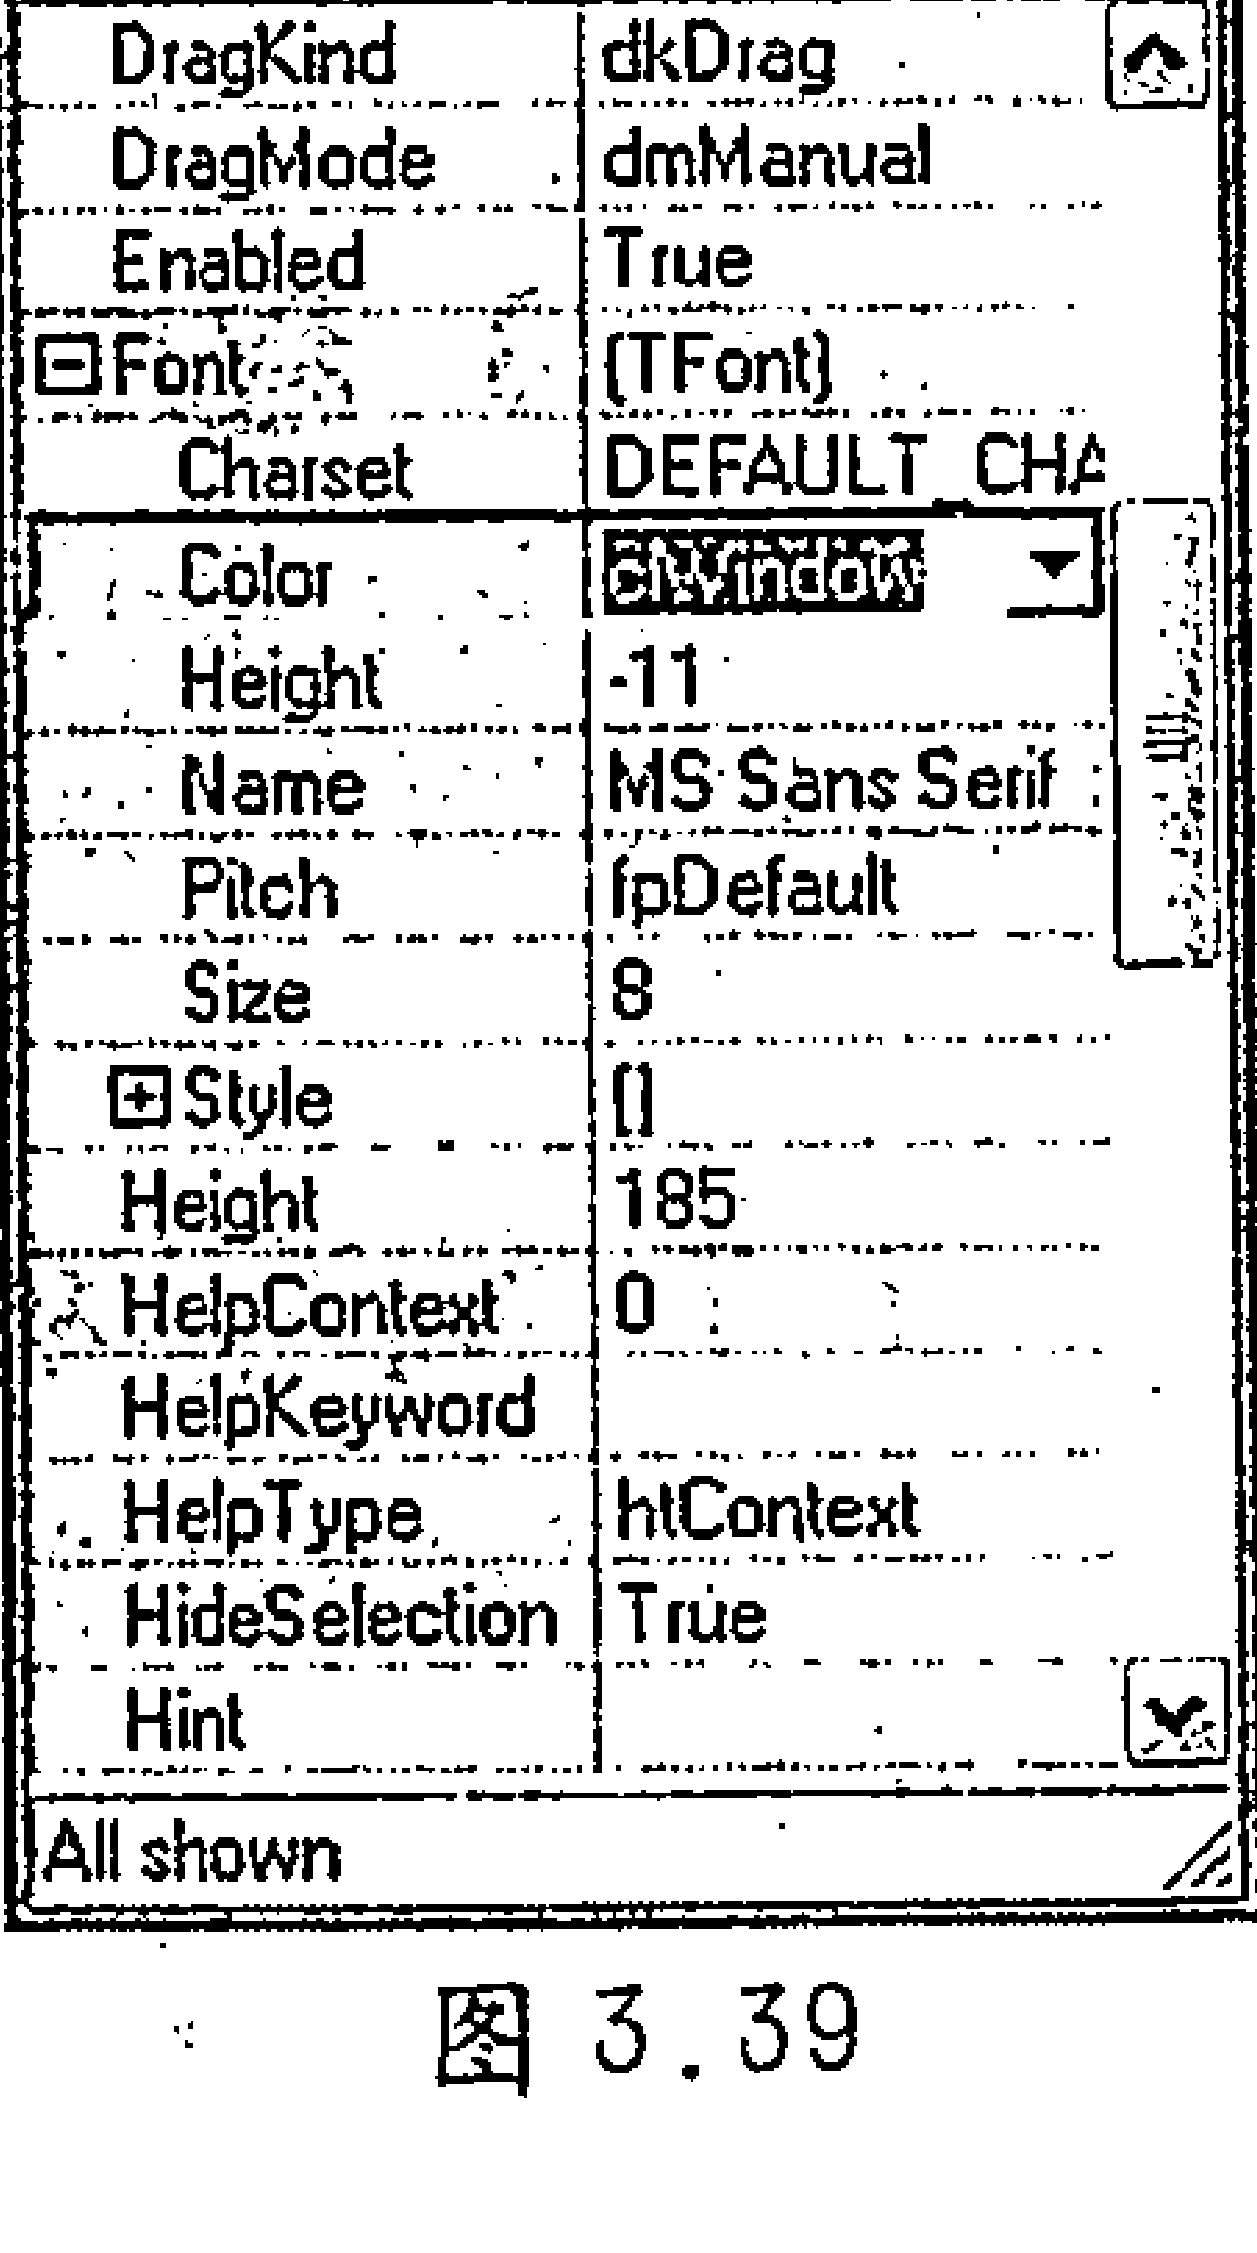 DragKind dkDrag
DragMode dmManual
Enabled True
Font (TFont)
Charset DEFAULT_CHA
Color clWindow
Height -11
Name MS Sans Serif
Pitch fpDefault
Size 8
Style []
Height 185
HelpContext 0
HelpKeyword
HelpType htContext
HideSelection True
Hint
All shown
图 3.39